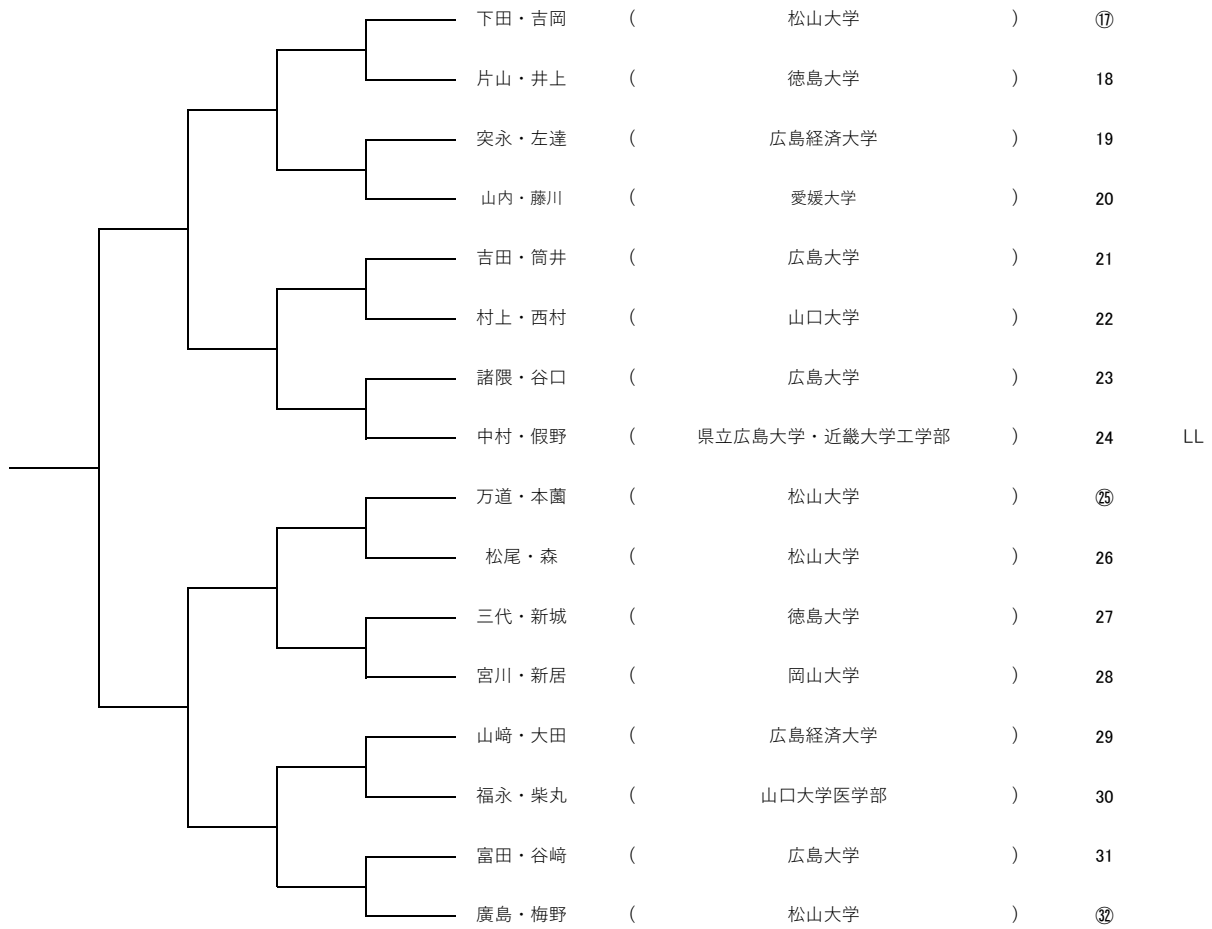 下田・吉岡 ( 松山大学 ) ⑰
片山・井上 ( 徳島大学 ) 18
突永・左達 ( 広島経済大学 ) 19
山内・藤川 ( 愛媛大学 ) 20
吉田・筒井 ( 広島大学 ) 21
村上・西村 ( 山口大学 ) 22
諸隈・谷口 ( 広島大学 ) 23
中村・假野 ( 県立広島大学・近畿大学工学部 ) 24 LL
万道・本薗 ( 松山大学 ) ㉕
松尾・森 ( 松山大学 ) 26
三代・新城 ( 徳島大学 ) 27
宮川・新居 ( 岡山大学 ) 28
山﨑・大田 ( 広島経済大学 ) 29
福永・柴丸 ( 山口大学医学部 ) 30
富田・谷﨑 ( 広島大学 ) 31
廣島・梅野 ( 松山大学 ) ㉜